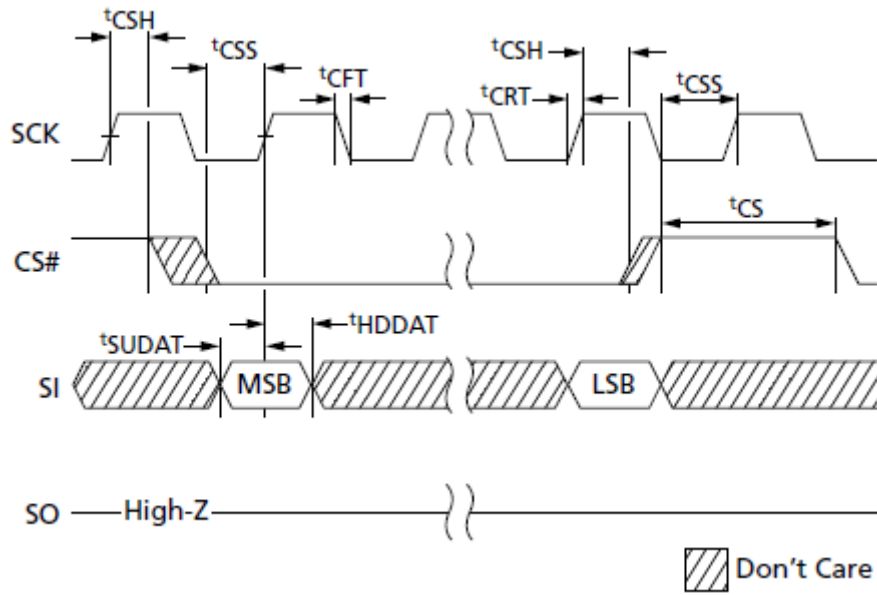 tCSH
tCSS
tCFT
tCSH
tCRT
tCSS
SCK
tCS
CS#
tSUDAT
tHDDAT
SI
MSB
LSB
SO
High-Z
Don't Care